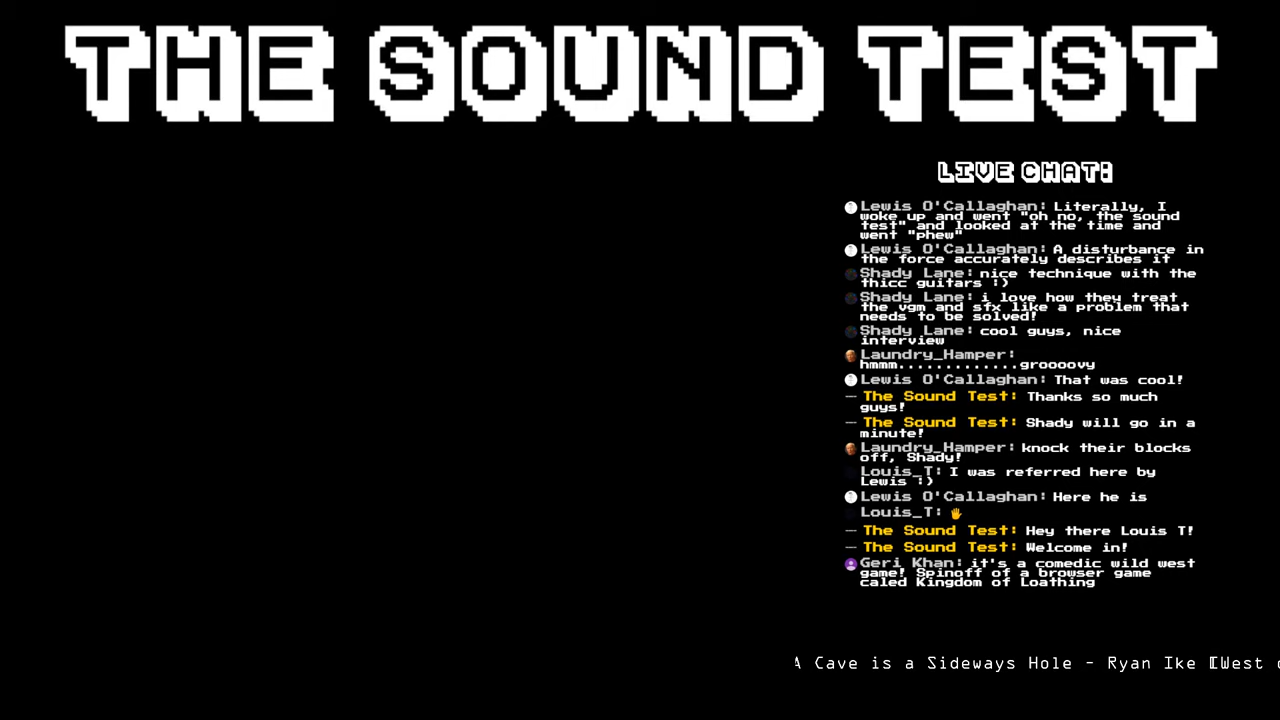 THE SOUND TEST
LIVE CHAT:
Lewis O'Callaghan: Literally, I
woke up and went "oh no, the sound
test" and looked at the time and
went "phew"
Lewis O'Callaghan: A disturbance in
the force accurately describes it
Shady Lane: nice technique with the
thicc guitars :)
Shady Lane: i love how they treat
the vgm and sfx like a problem that
needs to be solved!
Shady Lane: cool guys, nice
interview
Laundry_Hamper:
hmmm.............groooovy
Lewis O'Callaghan: That was cool!
— The Sound Test: Thanks so much
guys!
— The Sound Test: Shady will go in a
minute!
Laundry_Hamper: knock their blocks
off, Shady!
Louis_T: I was referred here by
Lewis :)
Lewis O'Callaghan: Here he is
Louis_T: 🖐
— The Sound Test: Hey there Louis T!
— The Sound Test: Welcome in!
Geri Khan: it's a comedic wild west
game! Spinoff of a browser game
caled Kingdom of Loathing
A Cave is a Sideways Hole - Ryan Ike [West